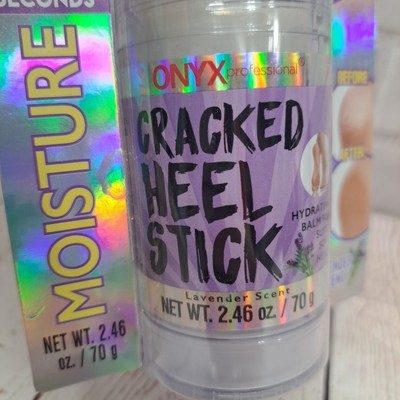 SECONDS
MOISTURE
NET WT. 2.46
oz. / 70 g
ONYX professional
CRACKED
HEEL
STICK
Lavender Scent
NET WT. 2.46 oz. / 70 g
BALM
BEFORE
AFTER